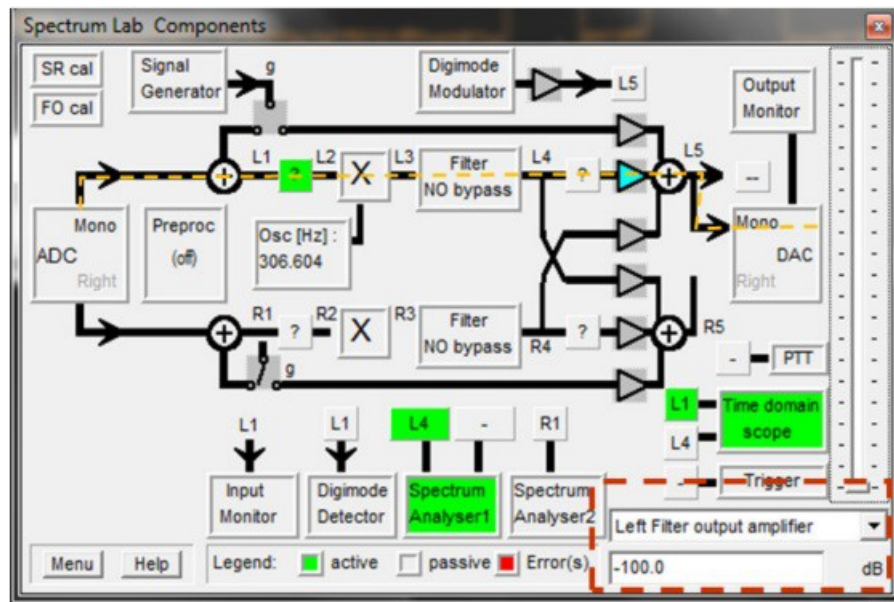 Spectrum Lab Components
SR cal
FO cal
Signal
Generator
g
Digimode
Modulator
L5
Output
Monitor
L1
?
L2
X
L3
Filter
NO bypass
L4
?
L5
--
Mono
ADC
Right
Preproc
(off)
Osc [Hz] :
306.604
Mono
DAC
Right
R1
?
R2
X
R3
Filter
NO bypass
R4
?
R5
g
-
PTT
L1
Time domain
scope
L4
-
Trigger
L1
L1
L4
-
R1
Input
Monitor
Digimode
Detector
Spectrum
Analyser1
Spectrum
Analyser2
Left Filter output amplifier
-100.0
dB
Menu
Help
Legend:
active
passive
Error(s)